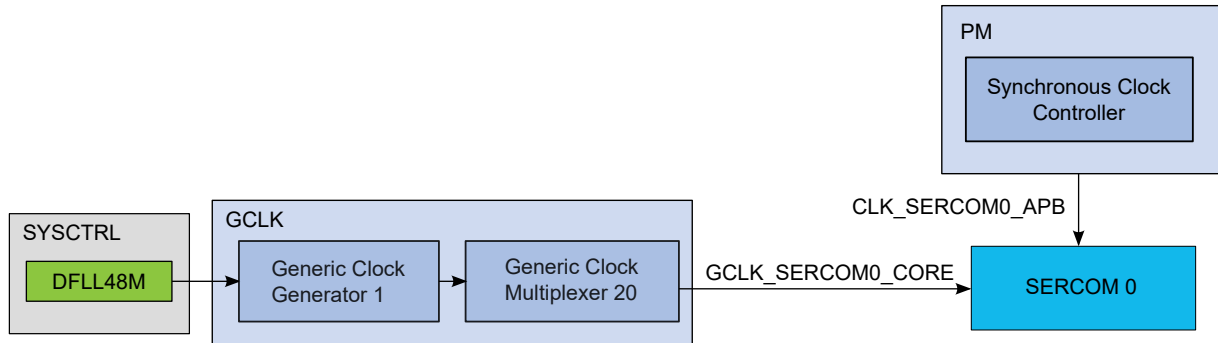 PM
Synchronous Clock
Controller
CLK_SERCOM0_APB
SYSCTRL
DFLL48M
GCLK
Generic Clock
Generator 1
Generic Clock
Multiplexer 20
GCLK_SERCOM0_CORE
SERCOM 0